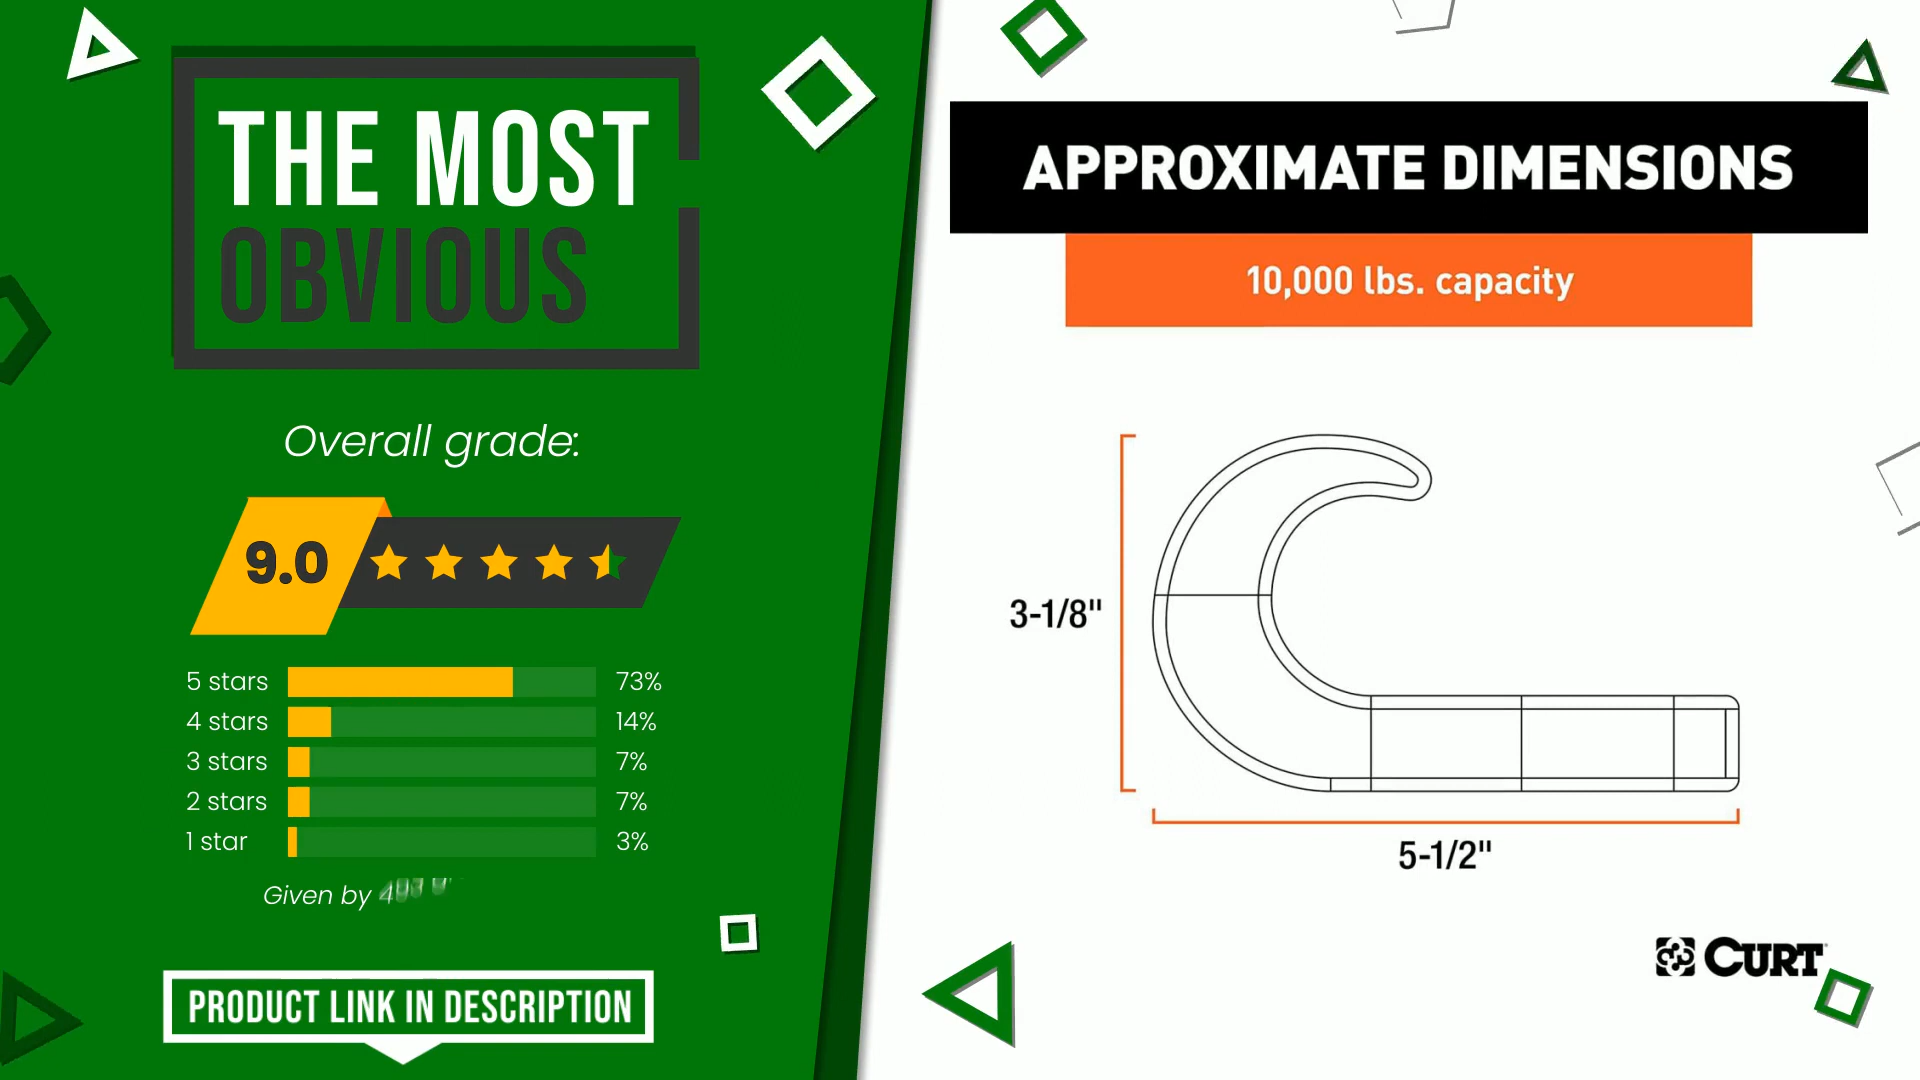 THE MOST
OBVIOUS
Overall grade:
9.0
5 stars 73%
4 stars 14%
3 stars 7%
2 stars 7%
1 star 3%
Given by
PRODUCT LINK IN DESCRIPTION
APPROXIMATE DIMENSIONS
10,000 lbs. capacity
3-1/8"
5-1/2"
CURT